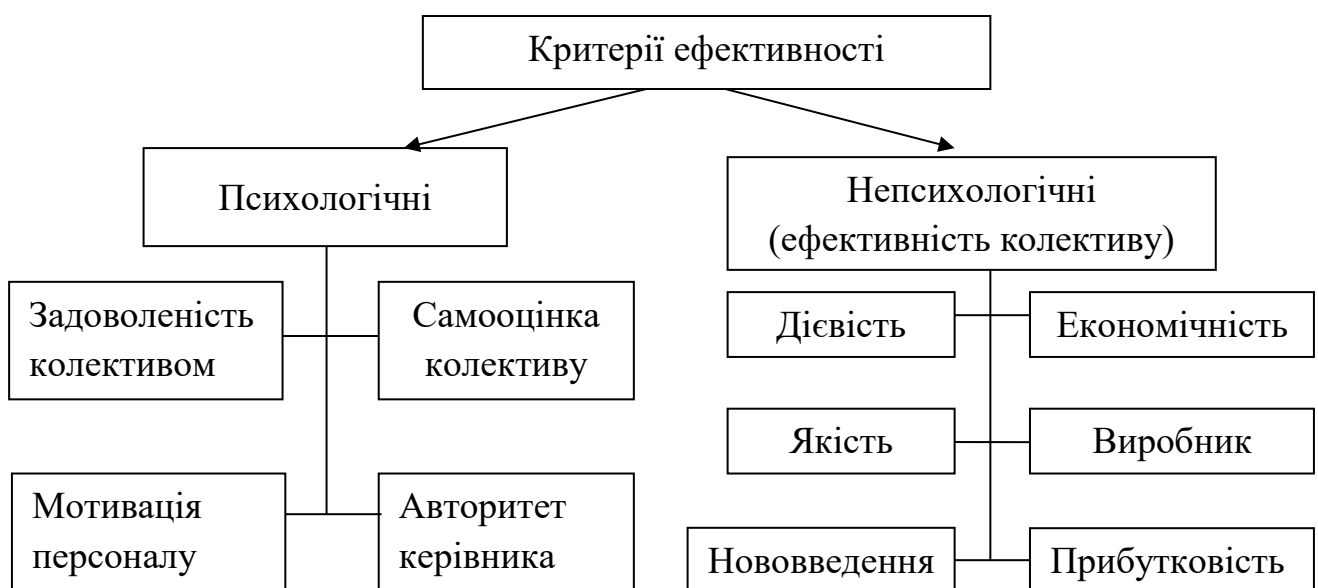 Критерії ефективності
Психологічні
Непсихологічні
(ефективність колективу)
Задоволеність
колективом
Самооцінка
колективу
Дієвість
Економічність
Якість
Виробник
Мотивація
персоналу
Авторитет
керівника
Нововведення
Прибутковість